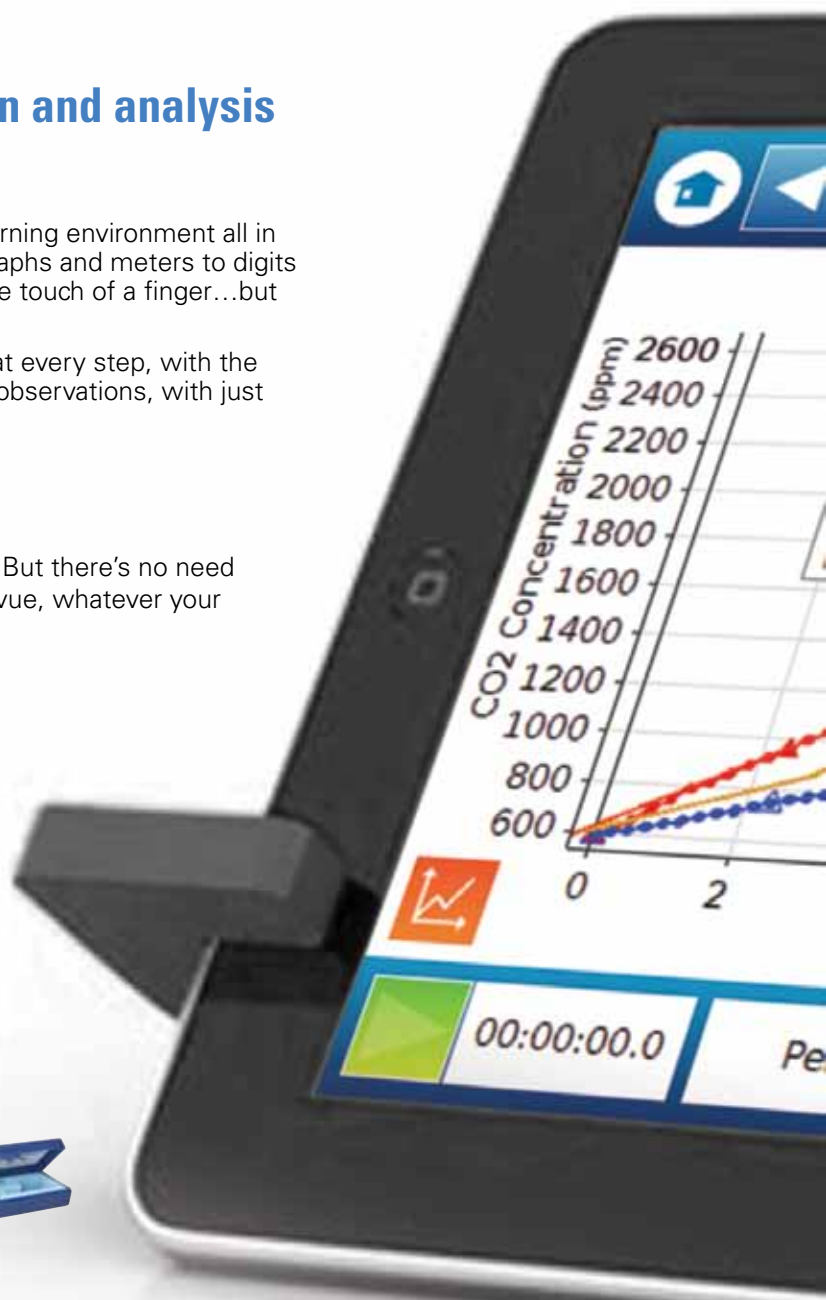 n and analysis
rning environment all in
aphs and meters to digits
e touch of a finger…but
at every step, with the
observations, with just
But there's no need
vue, whatever your
CO2 Concentration (ppm)
2600
2400
2200
2000
1800
1600
1400
1200
1000
800
600
0 2
00:00:00.0
Pe